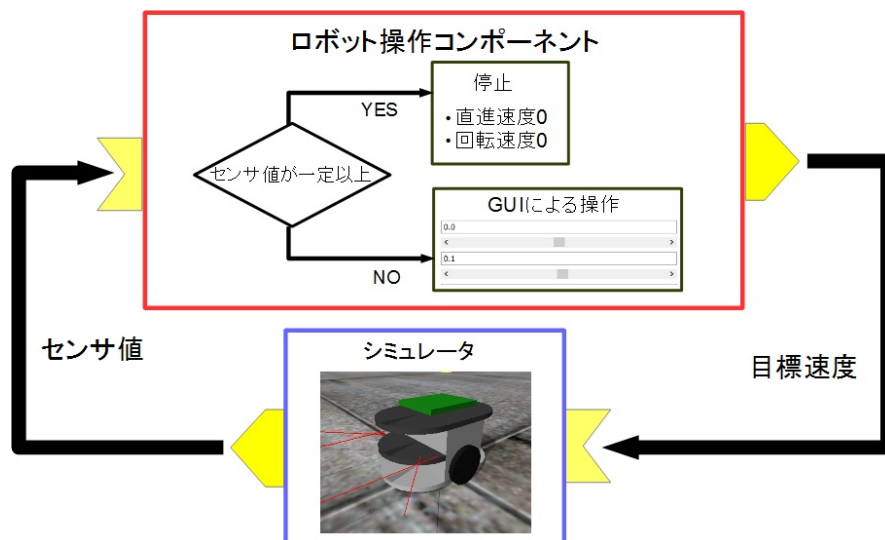 ロボット操作コンポーネント
停止
・直進速度0
・回転速度0
YES
センサ値が一定以上
GUIによる操作
0.0
0.1
NO
センサ値
シミュレータ
目標速度